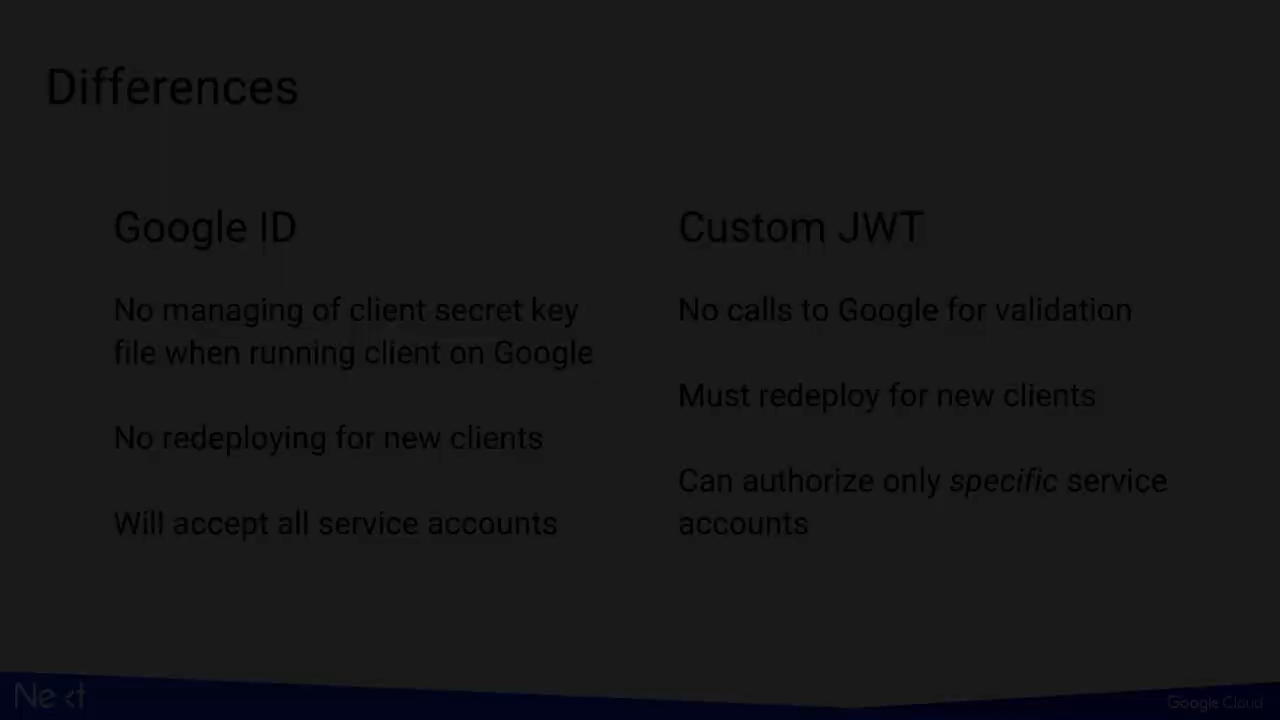 Differences
Google ID
No managing of client secret key
file when running client on Google
No redeploying for new clients
Will accept all service accounts
Custom JWT
No calls to Google for validation
Must redeploy for new clients
Can authorize only specific service
accounts
Next
Google Cloud